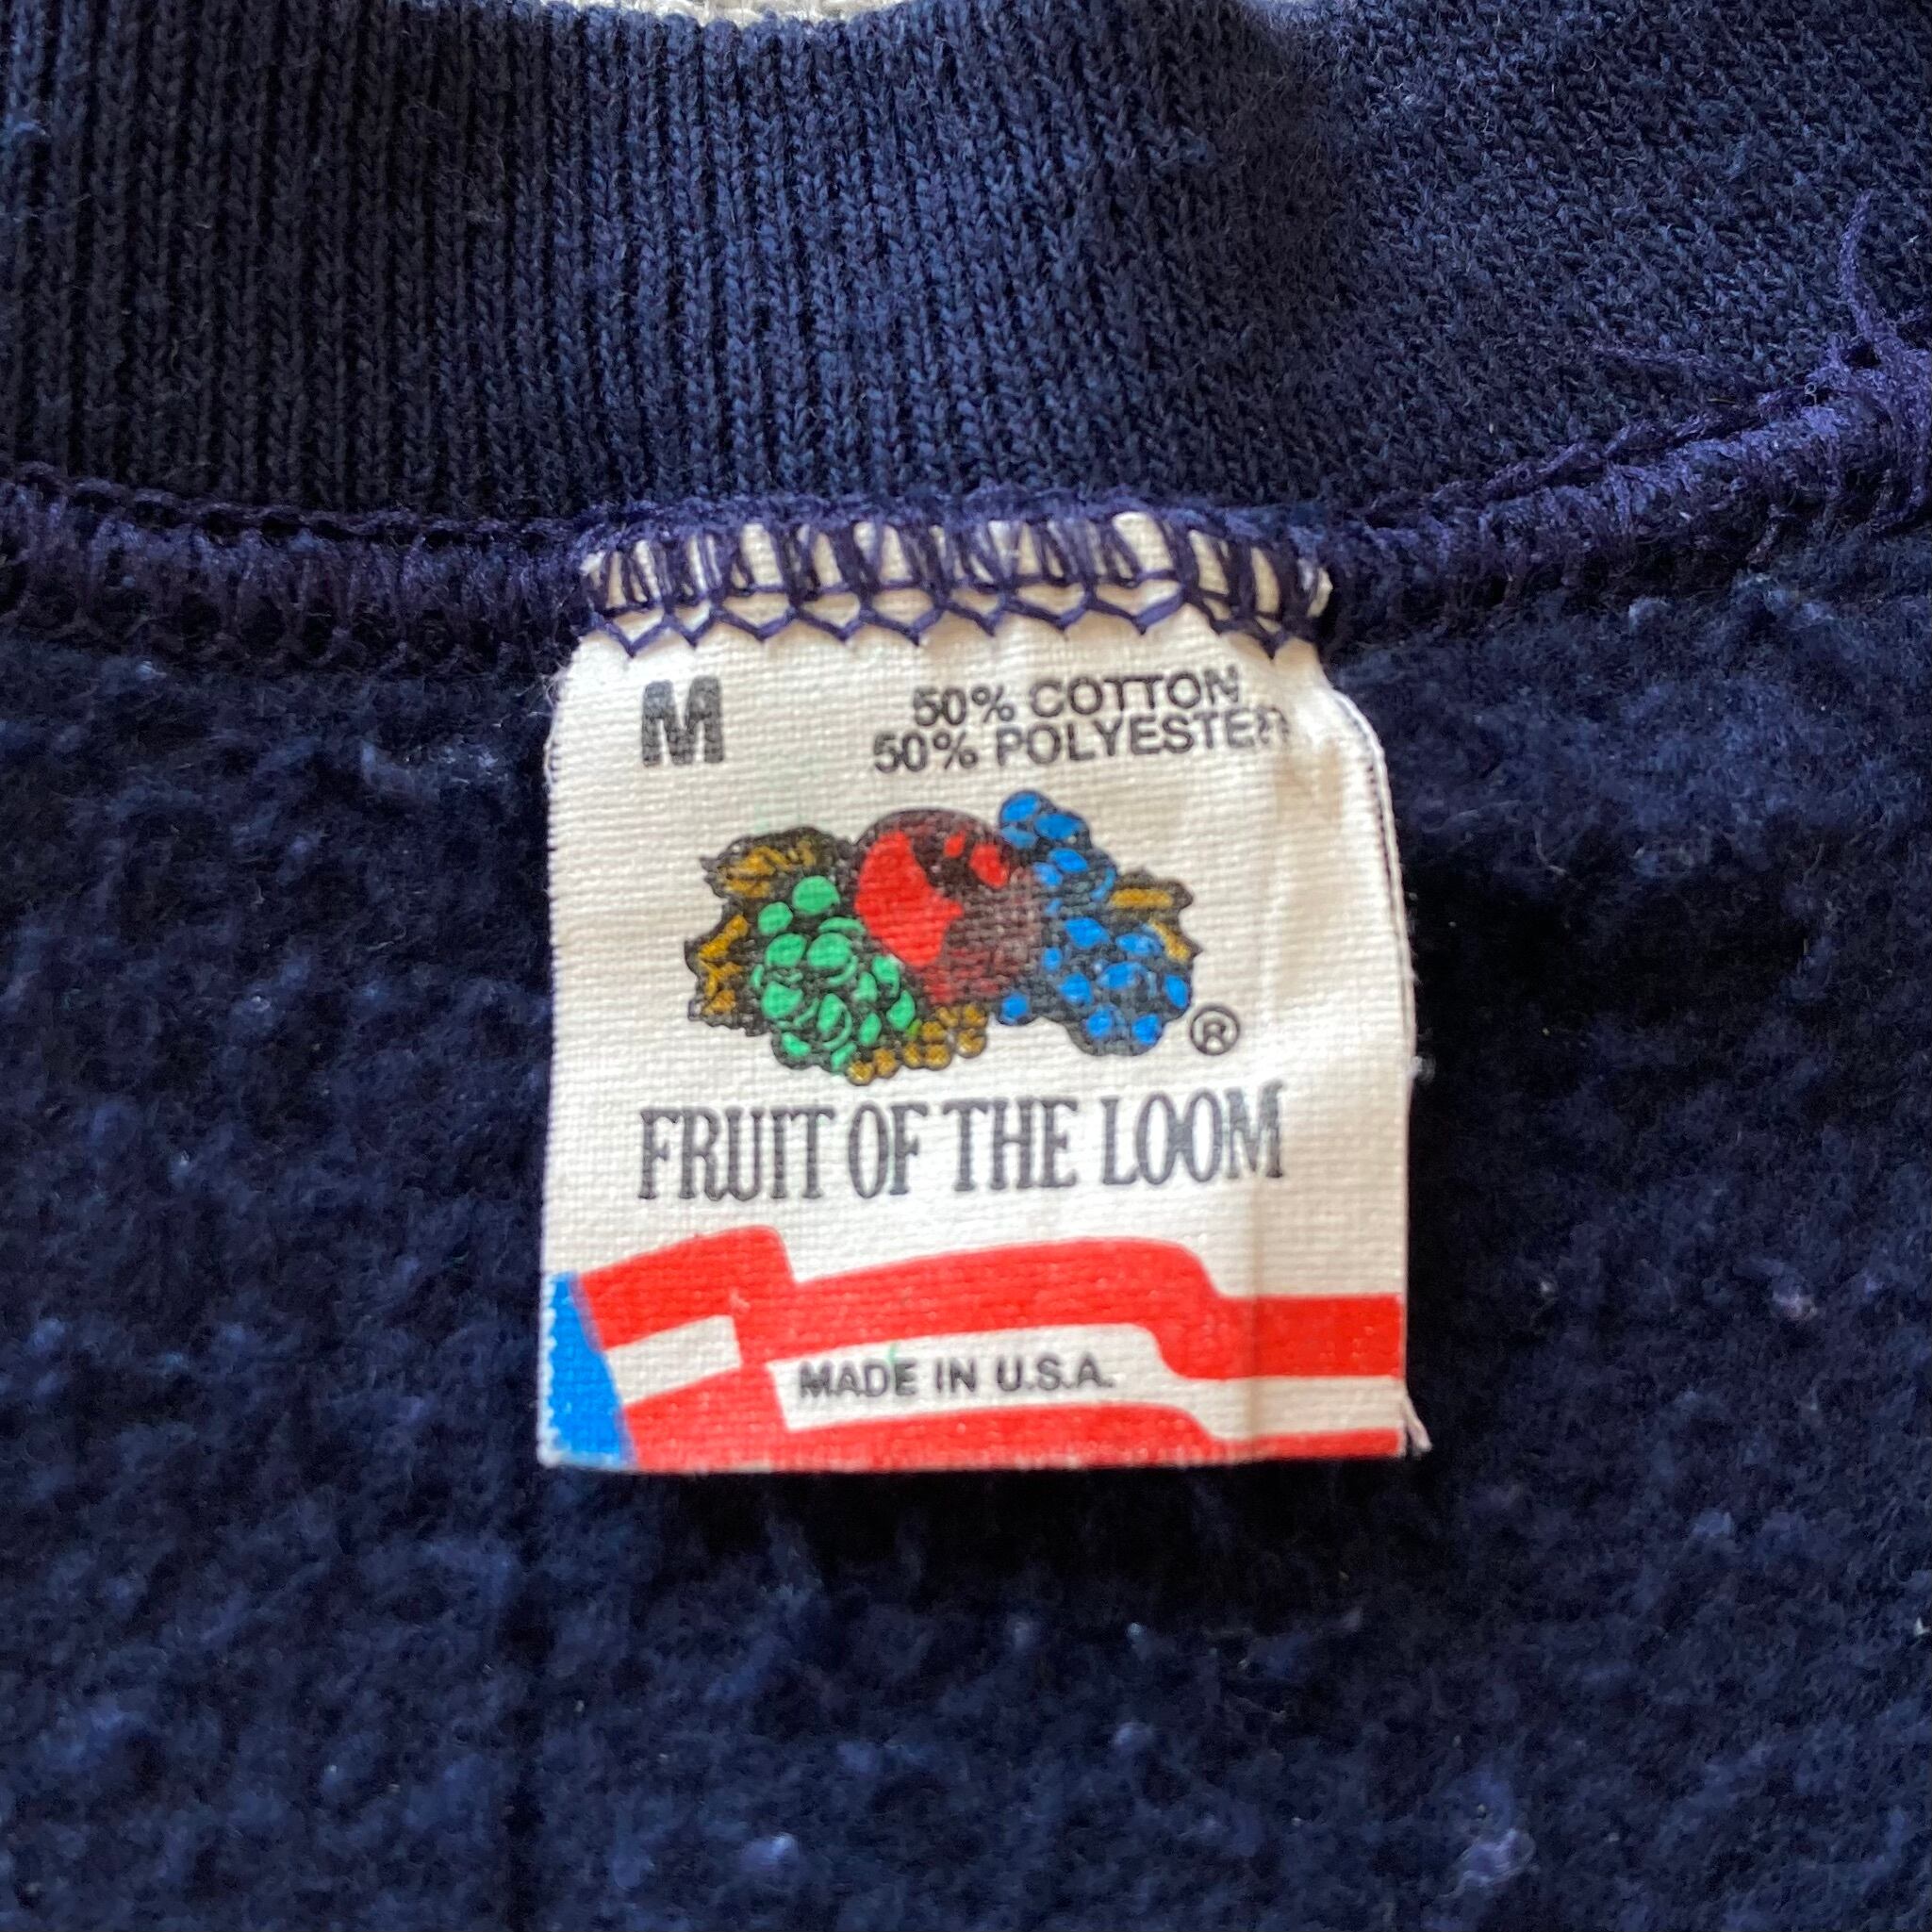 M
50% COTTON
50% POLYESTER
®
FRUIT OF THE LOOM
MADE IN U.S.A.